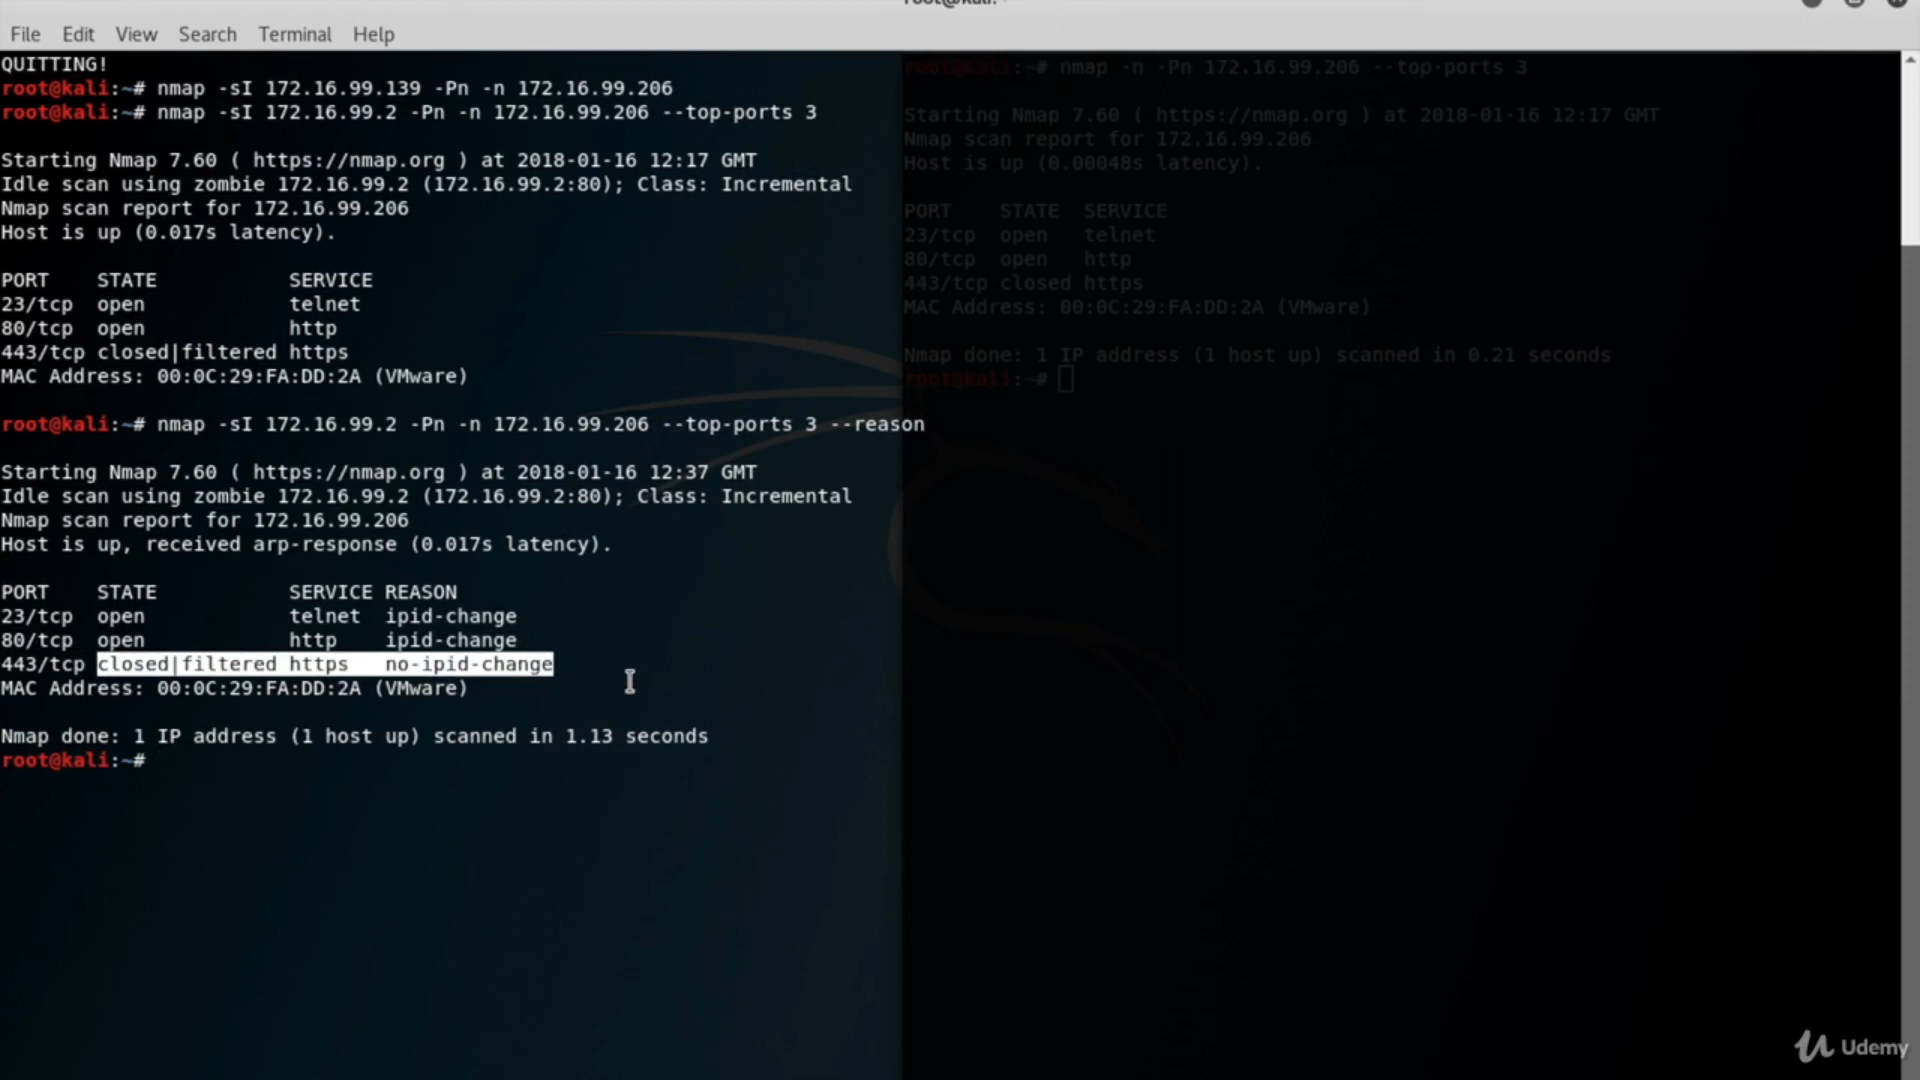 root@kali: ~
File Edit View Search Terminal Help
QUITTING!
root@kali:~# nmap -sI 172.16.99.139 -Pn -n 172.16.99.206
root@kali:~# nmap -sI 172.16.99.2 -Pn -n 172.16.99.206 --top-ports 3
Starting Nmap 7.60 ( https://nmap.org ) at 2018-01-16 12:17 GMT
Idle scan using zombie 172.16.99.2 (172.16.99.2:80); Class: Incremental
Nmap scan report for 172.16.99.206
Host is up (0.017s latency).
PORT STATE SERVICE
23/tcp open telnet
80/tcp open http
443/tcp closed|filtered https
MAC Address: 00:0C:29:FA:DD:2A (VMware)
root@kali:~# nmap -sI 172.16.99.2 -Pn -n 172.16.99.206 --top-ports 3 --reason
Starting Nmap 7.60 ( https://nmap.org ) at 2018-01-16 12:37 GMT
Idle scan using zombie 172.16.99.2 (172.16.99.2:80); Class: Incremental
Nmap scan report for 172.16.99.206
Host is up, received arp-response (0.017s latency).
PORT STATE SERVICE REASON
23/tcp open telnet ipid-change
80/tcp open http ipid-change
443/tcp closed|filtered https no-ipid-change
MAC Address: 00:0C:29:FA:DD:2A (VMware)
Nmap done: 1 IP address (1 host up) scanned in 1.13 seconds
root@kali:~#
root@kali:~# nmap -n -Pn 172.16.99.206 --top-ports 3
Starting Nmap 7.60 ( https://nmap.org ) at 2018-01-16 12:17 GMT
Nmap scan report for 172.16.99.206
Host is up (0.00048s latency).
PORT STATE SERVICE
23/tcp open telnet
80/tcp open http
443/tcp closed https
MAC Address: 00:0C:29:FA:DD:2A (VMware)
Nmap done: 1 IP address (1 host up) scanned in 0.21 seconds
root@kali:~#
Udemy